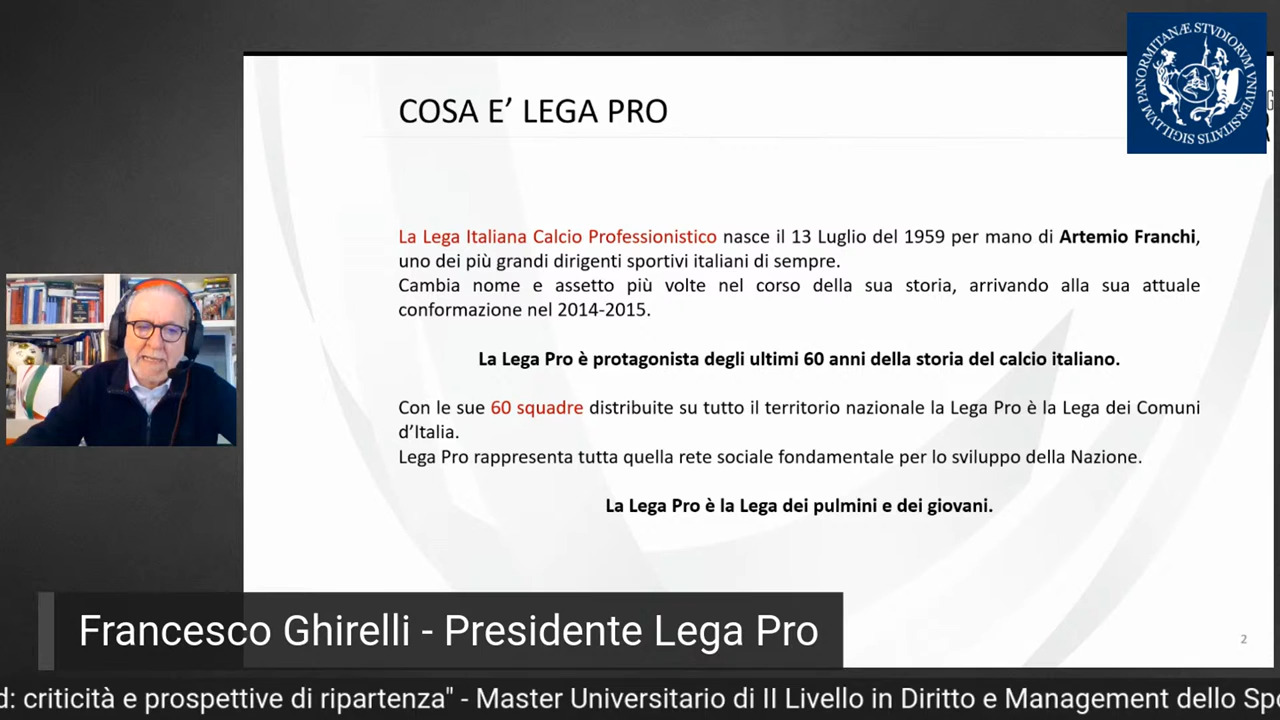 COSA E’ LEGA PRO
SIGILLVM PANORMITANÆ STVDIORVM VNIVERSITATIS
La Lega Italiana Calcio Professionistico nasce il 13 Luglio del 1959 per mano di Artemio Franchi,
uno dei più grandi dirigenti sportivi italiani di sempre.
Cambia nome e assetto più volte nel corso della sua storia, arrivando alla sua attuale
conformazione nel 2014-2015.
La Lega Pro è protagonista degli ultimi 60 anni della storia del calcio italiano.
Con le sue 60 squadre distribuite su tutto il territorio nazionale la Lega Pro è la Lega dei Comuni
d’Italia.
Lega Pro rappresenta tutta quella rete sociale fondamentale per lo sviluppo della Nazione.
La Lega Pro è la Lega dei pulmini e dei giovani.
Francesco Ghirelli - Presidente Lega Pro
2
d: criticità e prospettive di ripartenza" - Master Universitario di II Livello in Diritto e Management dello Spo